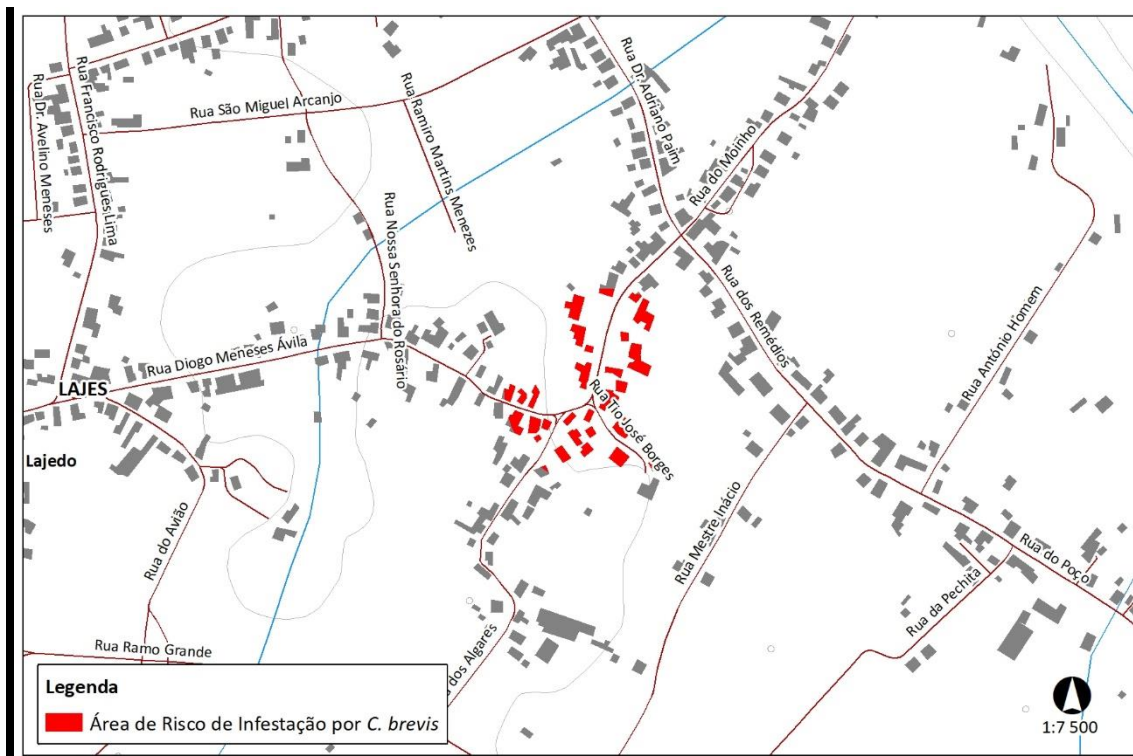 Rua Dr. Adriano Paim
Rua São Miguel Arcanjo
Rua Ramiro Martins Menezes
Rua Francisco Rodrigues Lima
Rua Dr. Avelino Meneses
Rua do Moinho
Rua Nossa Senhora do Rosário
Rua dos Remédios
Rua António Homem
Rua Diogo Meneses Ávila
LAJES
Rua Tio José Borges
Lajedo
Rua do Avião
Rua Mestre Inácio
Rua do Poço
Rua da Pechita
Rua Ramo Grande
dos Algares
Legenda
Área de Risco de Infestação por C. brevis
1:7 500